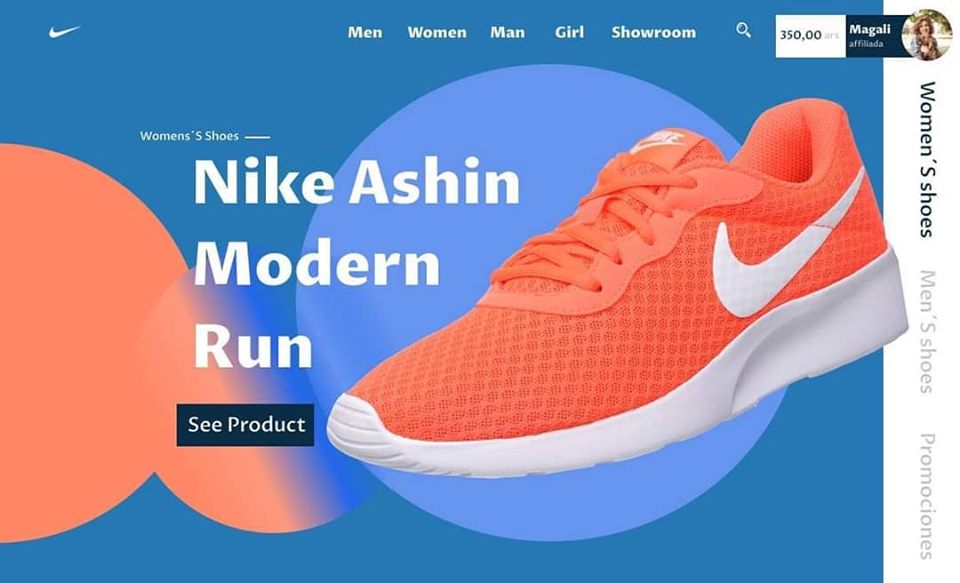 Men Women Man Girl Showroom
350,00 ars
Magali
affiliada
Womens´S Shoes
Nike Ashin
Modern
Run
See Product
NIKE
Women´S shoes
Men´S shoes
Promociones